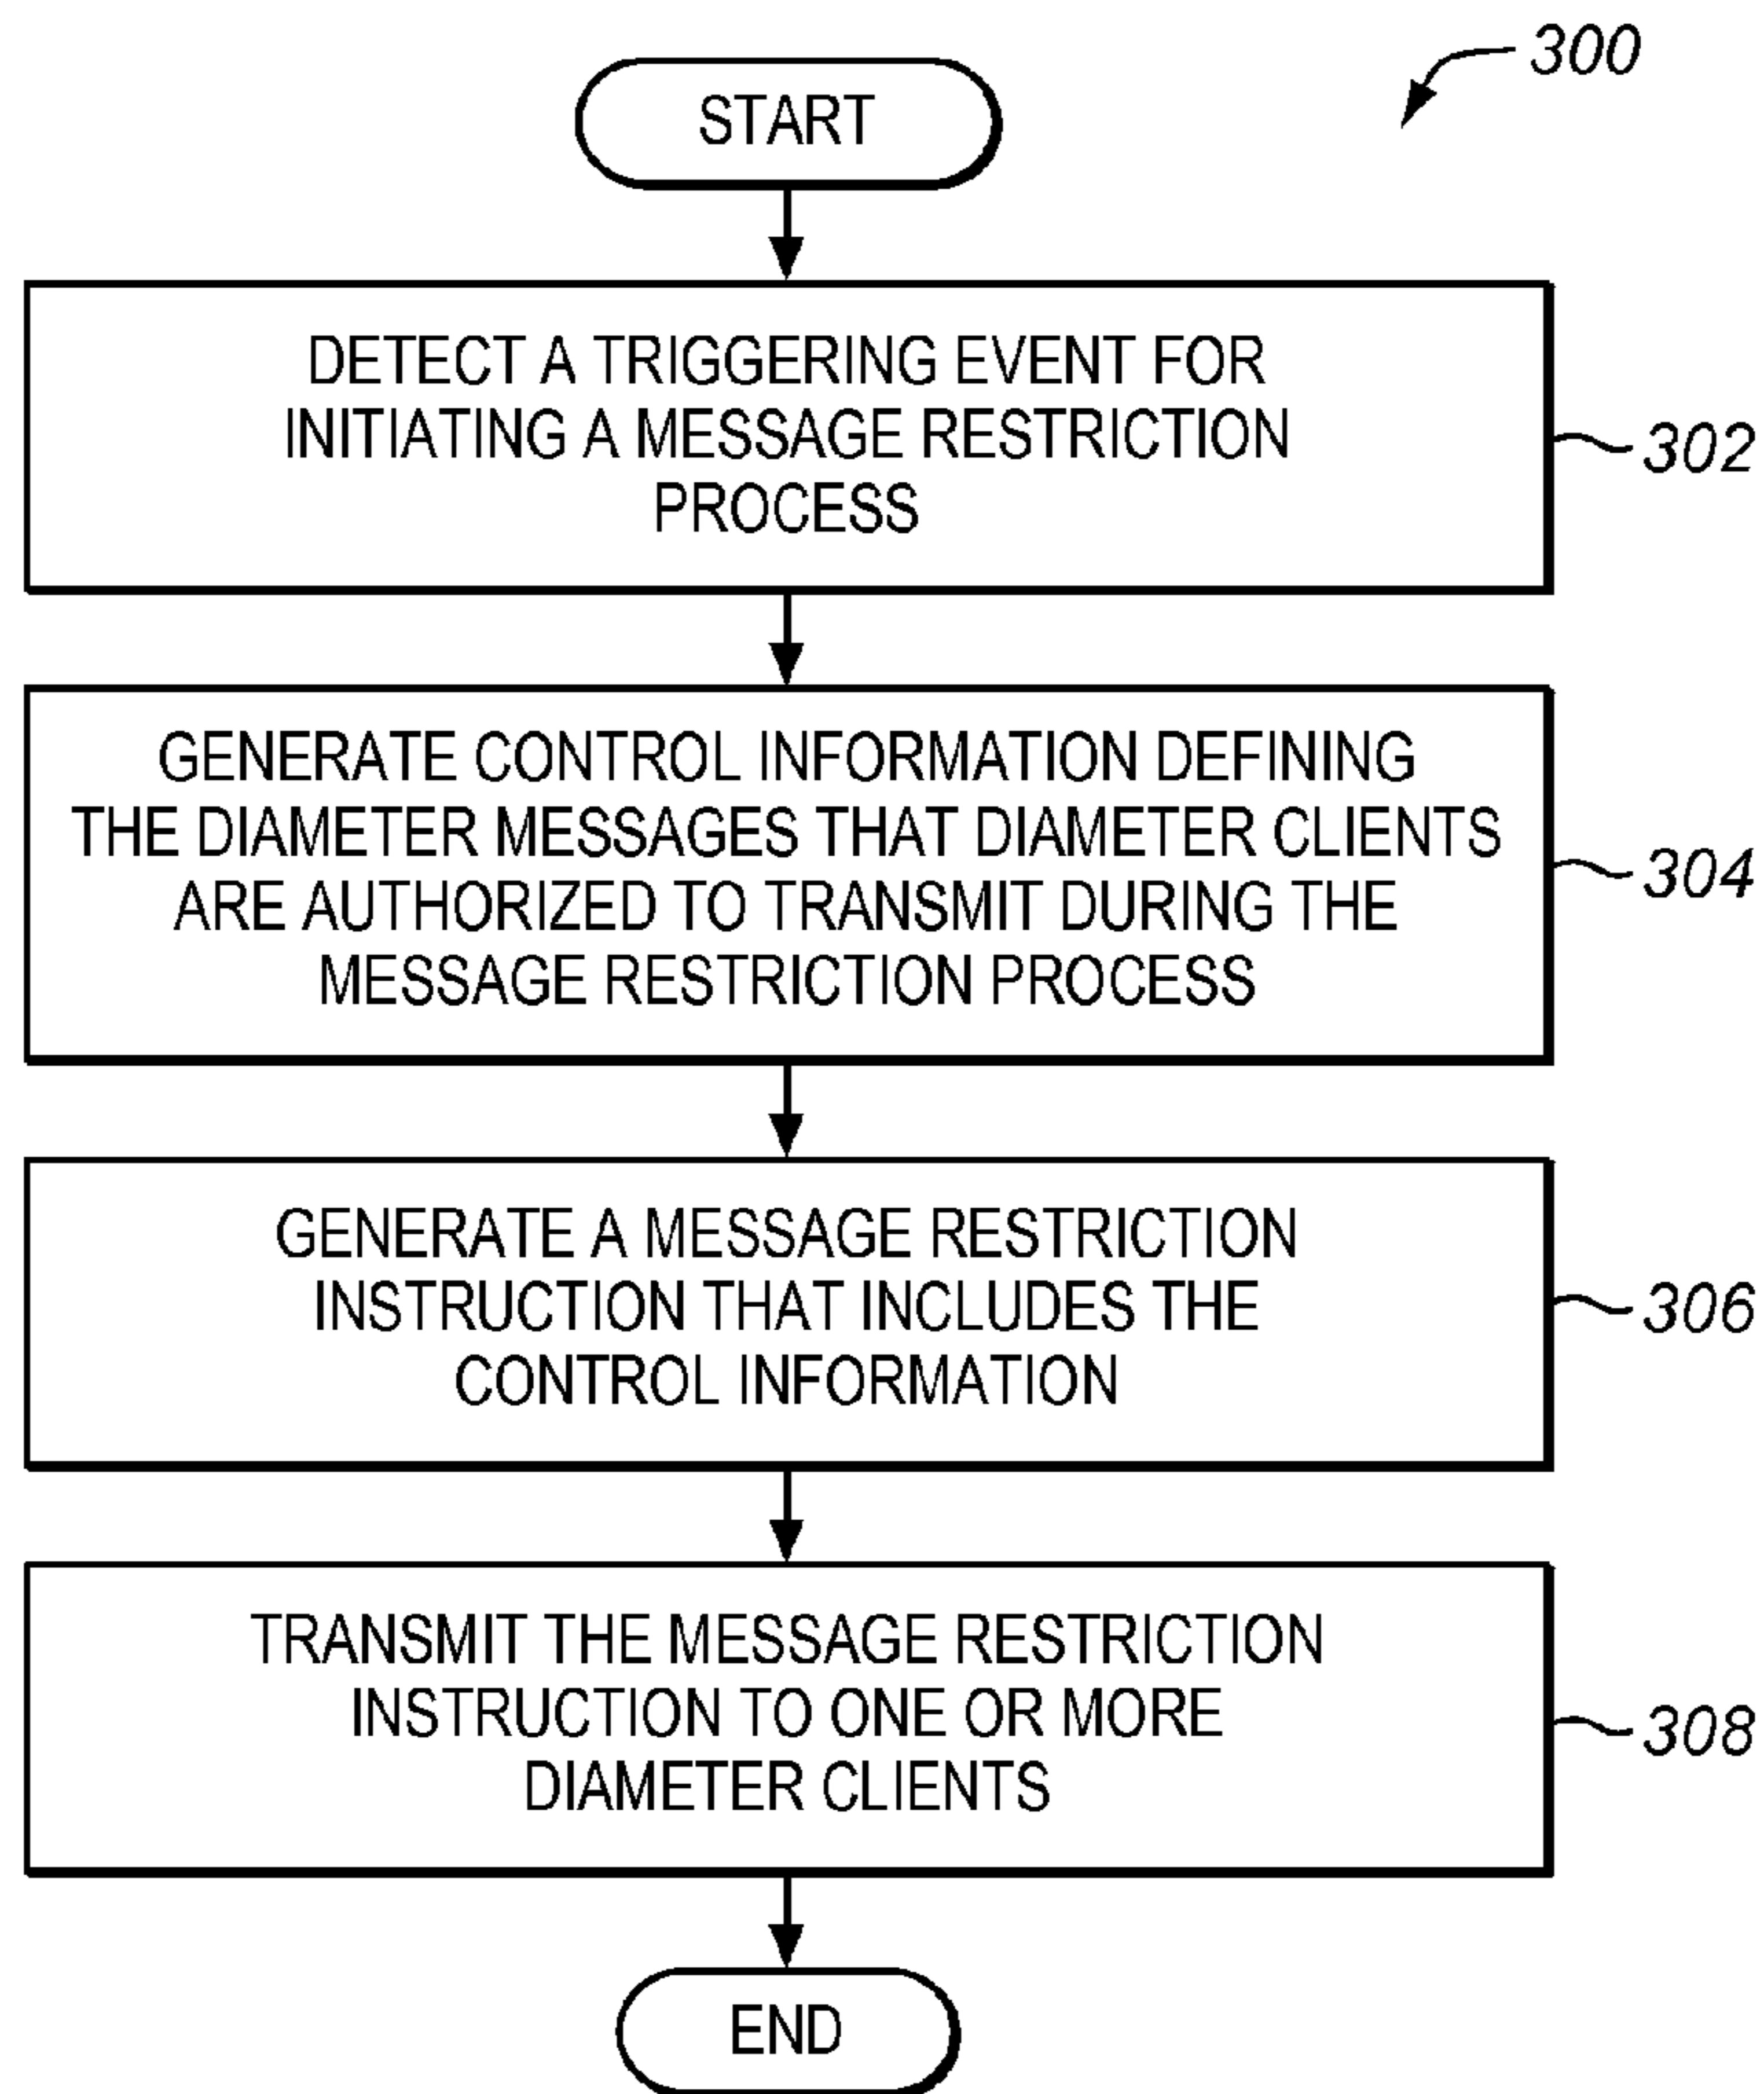 300
START
DETECT A TRIGGERING EVENT FOR
INITIATING A MESSAGE RESTRICTION
PROCESS
302
GENERATE CONTROL INFORMATION DEFINING
THE DIAMETER MESSAGES THAT DIAMETER CLIENTS
ARE AUTHORIZED TO TRANSMIT DURING THE
MESSAGE RESTRICTION PROCESS
304
GENERATE A MESSAGE RESTRICTION
INSTRUCTION THAT INCLUDES THE
CONTROL INFORMATION
306
TRANSMIT THE MESSAGE RESTRICTION
INSTRUCTION TO ONE OR MORE
DIAMETER CLIENTS
308
END